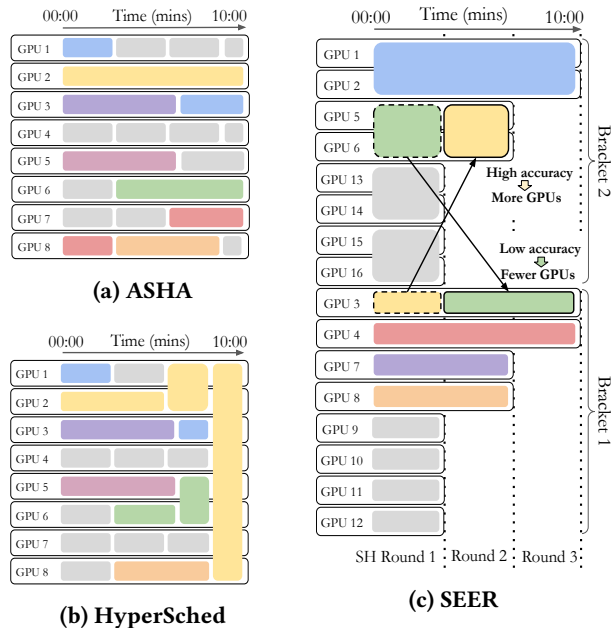 00:00 Time (mins) 10:00
GPU 1
GPU 2
GPU 3
GPU 4
GPU 5
GPU 6
GPU 7
GPU 8
(a) ASHA
00:00 Time (mins) 10:00
GPU 1
GPU 2
GPU 3
GPU 4
GPU 5
GPU 6
GPU 7
GPU 8
(b) HyperSched
00:00 Time (mins) 10:00
GPU 1
GPU 2
GPU 5
GPU 6
GPU 13
GPU 14
GPU 15
GPU 16
High accuracy
More GPUs
Low accuracy
Fewer GPUs
Bracket 2
GPU 3
GPU 4
GPU 7
GPU 8
GPU 9
GPU 10
GPU 11
GPU 12
Bracket 1
SH Round 1 Round 2 Round 3
(c) SEER